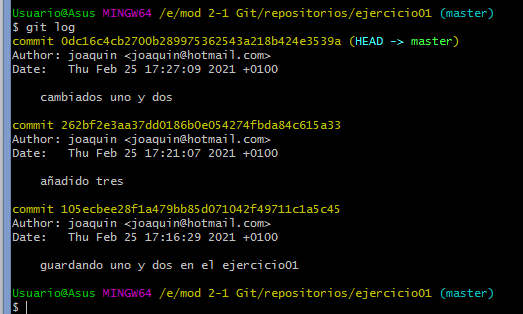 Usuario@Asus MINGW64 /e/mod 2-1 Git/repositorios/ejercicio01 (master)
$ git log
commit 0dc16c4cb2700b289975362543a218b424e3539a (HEAD -> master)
Author: joaquin <joaquin@hotmail.com>
Date:   Thu Feb 25 17:27:09 2021 +0100
    cambiados uno y dos
commit 262bf2e3aa37dd0186b0e054274fbda84c615a33
Author: joaquin <joaquin@hotmail.com>
Date:   Thu Feb 25 17:21:07 2021 +0100
    añadido tres
commit 105ecbee28f1a479bb85d071042f49711c1a5c45
Author: joaquin <joaquin@hotmail.com>
Date:   Thu Feb 25 17:16:29 2021 +0100
    guardando uno y dos en el ejercicio01
Usuario@Asus MINGW64 /e/mod 2-1 Git/repositorios/ejercicio01 (master)
$